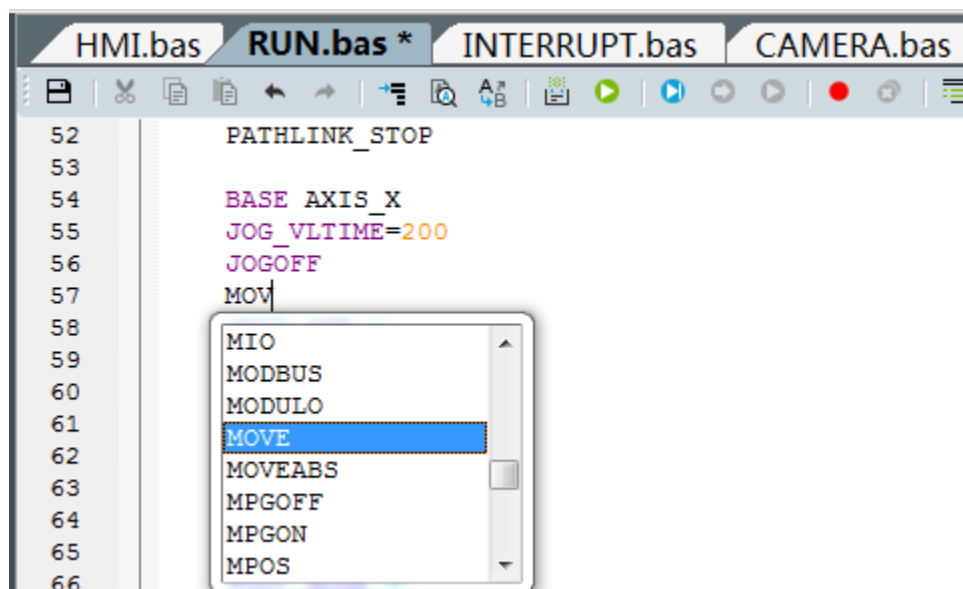 HMI.bas RUN.bas * INTERRUPT.bas CAMERA.bas
52 PATHLINK_STOP
53
54 BASE AXIS_X
55 JOG_VLTIME=200
56 JOGOFF
57 MOV
58
MIO
59
MODBUS
60
MODULO
61
MOVE
62
MOVEABS
63
MPGOFF
64
MPGON
65
MPOS
66